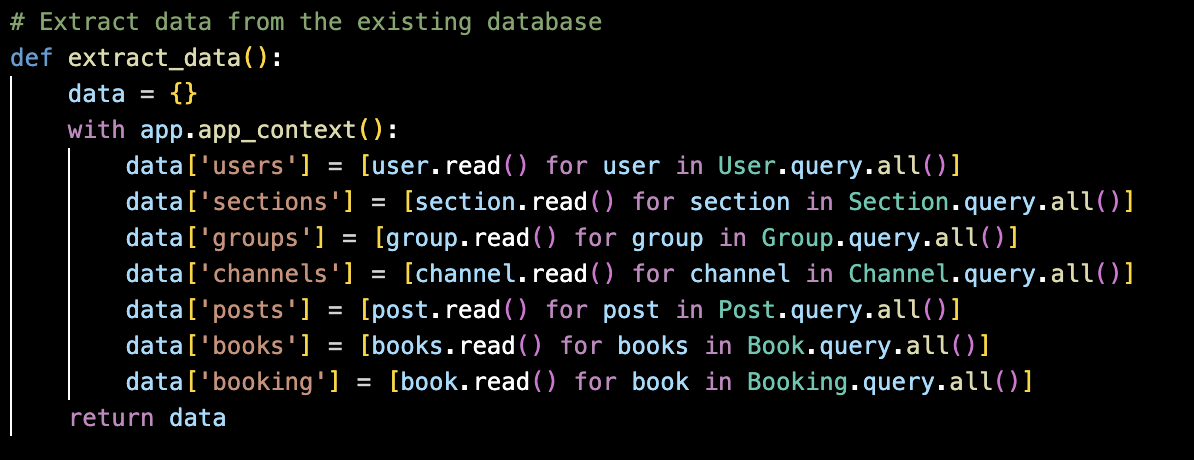 # Extract data from the existing database
def extract_data():
    data = {}
    with app.app_context():
        data['users'] = [user.read() for user in User.query.all()]
        data['sections'] = [section.read() for section in Section.query.all()]
        data['groups'] = [group.read() for group in Group.query.all()]
        data['channels'] = [channel.read() for channel in Channel.query.all()]
        data['posts'] = [post.read() for post in Post.query.all()]
        data['books'] = [books.read() for books in Book.query.all()]
        data['booking'] = [book.read() for book in Booking.query.all()]
    return data